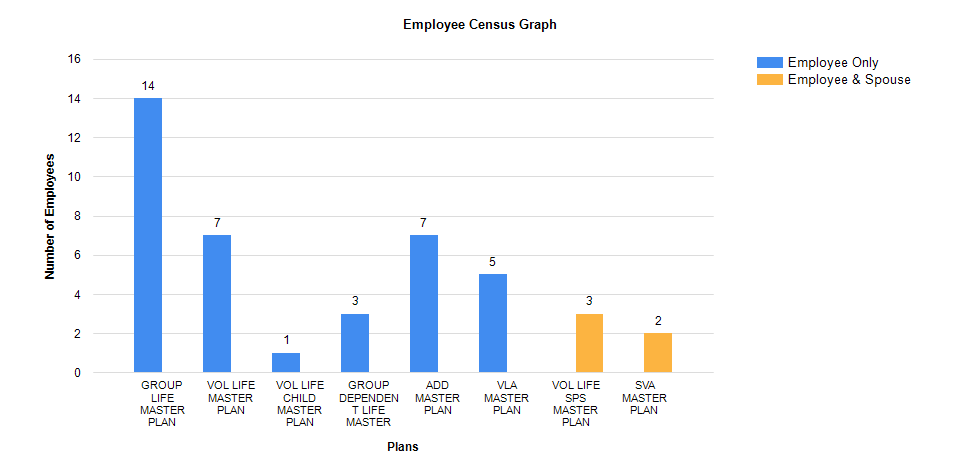 Employee Census Graph
Employee Only
Employee & Spouse
Number of Employees
16
14
12
10
8
6
4
2
0
14
7
1
3
7
5
3
2
GROUP
LIFE
MASTER
PLAN
VOL LIFE
MASTER
PLAN
VOL LIFE
CHILD
MASTER
PLAN
GROUP
DEPENDEN
T LIFE
MASTER
ADD
MASTER
PLAN
VLA
MASTER
PLAN
VOL LIFE
SPS
MASTER
PLAN
SVA
MASTER
PLAN
Plans